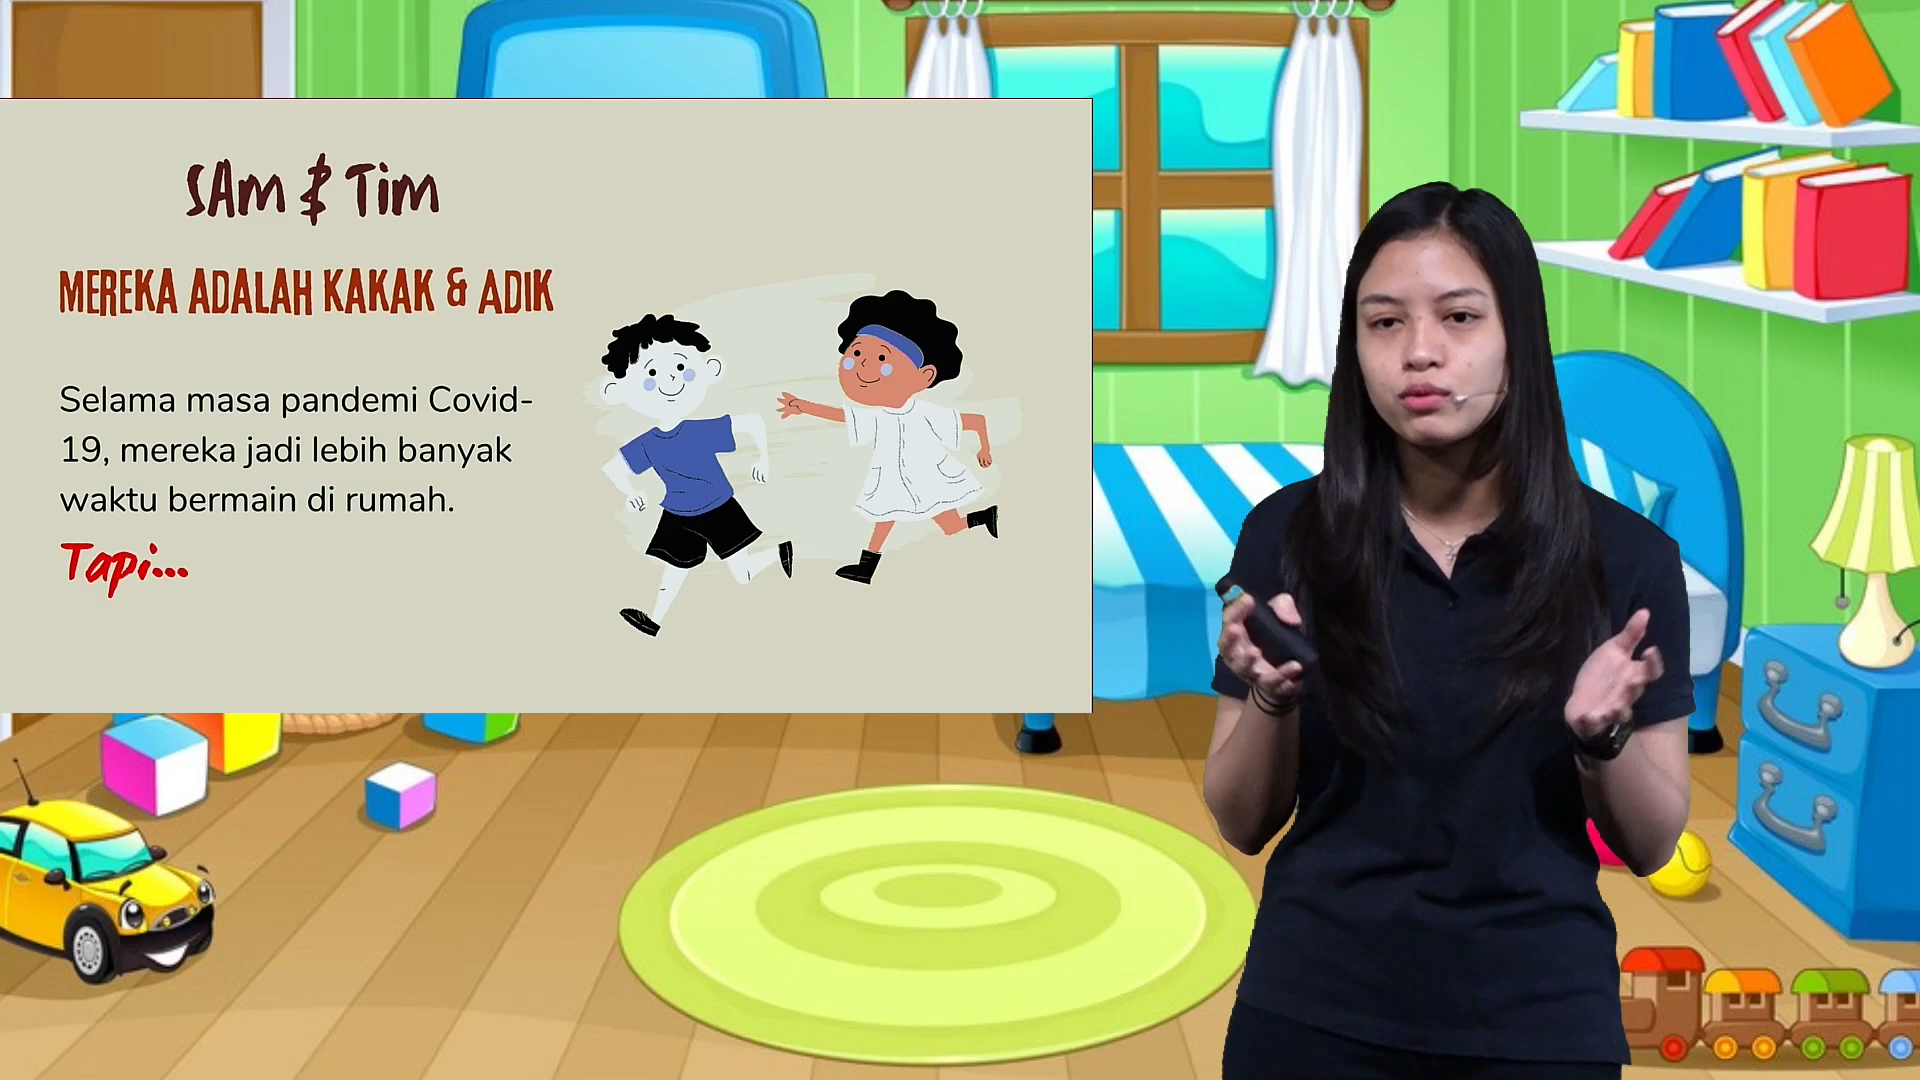 SAm & Tim
MEREKA ADALAH KAKAK & ADIK
Selama masa pandemi Covid-
19, mereka jadi lebih banyak
waktu bermain di rumah.
Tapi...